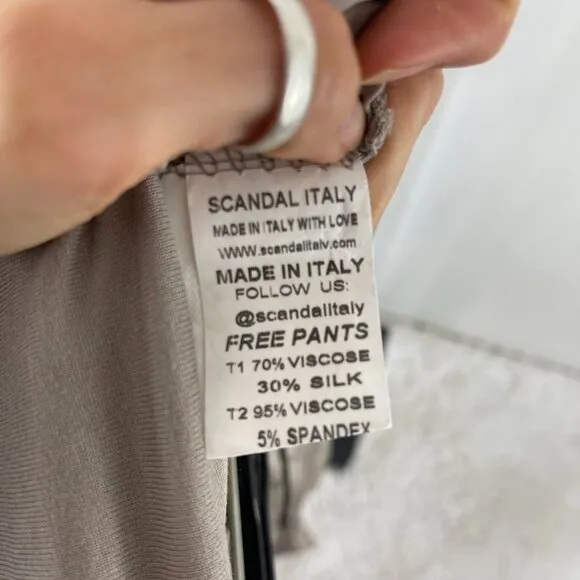 SCANDAL ITALY
MADE IN ITALY WITH LOVE
WWW.scandalitaly.com
MADE IN ITALY
FOLLOW US:
@scandalitaly
FREE PANTS
T1 70% VISCOSE
30% SILK
T2 95% VISCOSE
5% SPANDEX